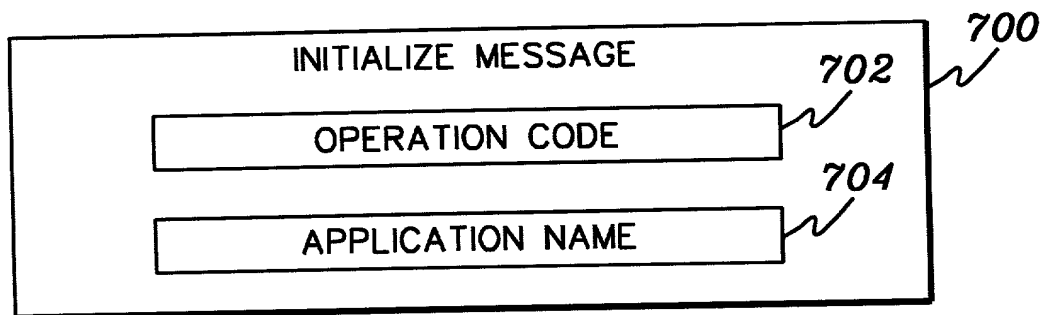 700
INITIALIZE MESSAGE
702
OPERATION CODE
704
APPLICATION NAME